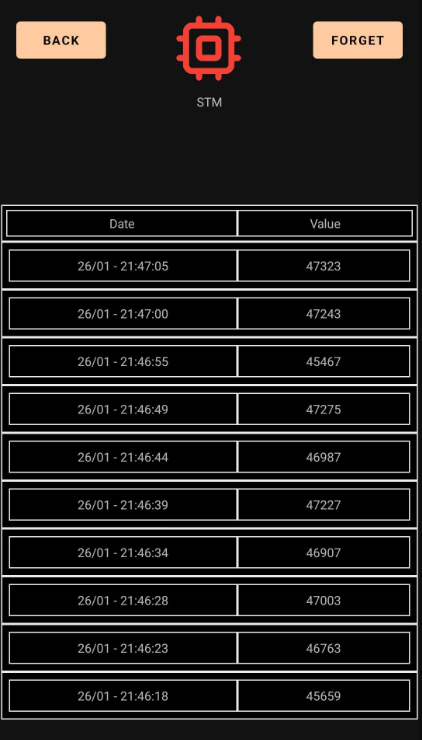 BACK
FORGET
STM
Date Value
26/01 - 21:47:05 47323
26/01 - 21:47:00 47243
26/01 - 21:46:55 45467
26/01 - 21:46:49 47275
26/01 - 21:46:44 46987
26/01 - 21:46:39 47227
26/01 - 21:46:34 46907
26/01 - 21:46:28 47003
26/01 - 21:46:23 46763
26/01 - 21:46:18 45659